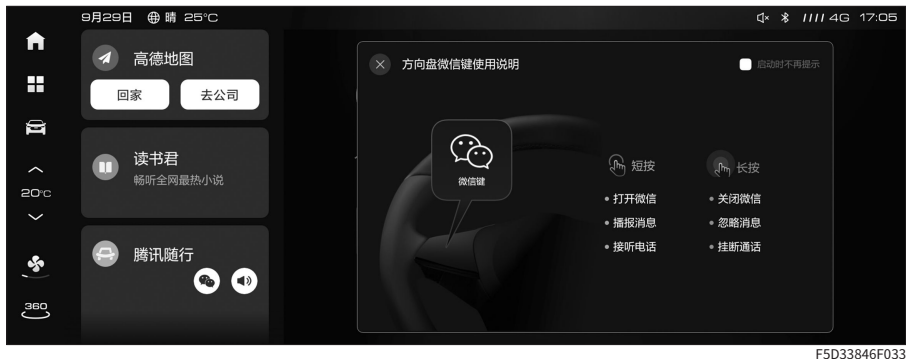 9月29日 晴 25°C
4G 17:05
高德地图
回家 去公司
读书君
畅听全网最热小说
20°C
腾讯随行
360
方向盘微信键使用说明
启动时不再提示
微信键
短按
• 打开微信
• 播报消息
• 接听电话
长按
• 关闭微信
• 忽略消息
• 挂断通话
F5D33846F033